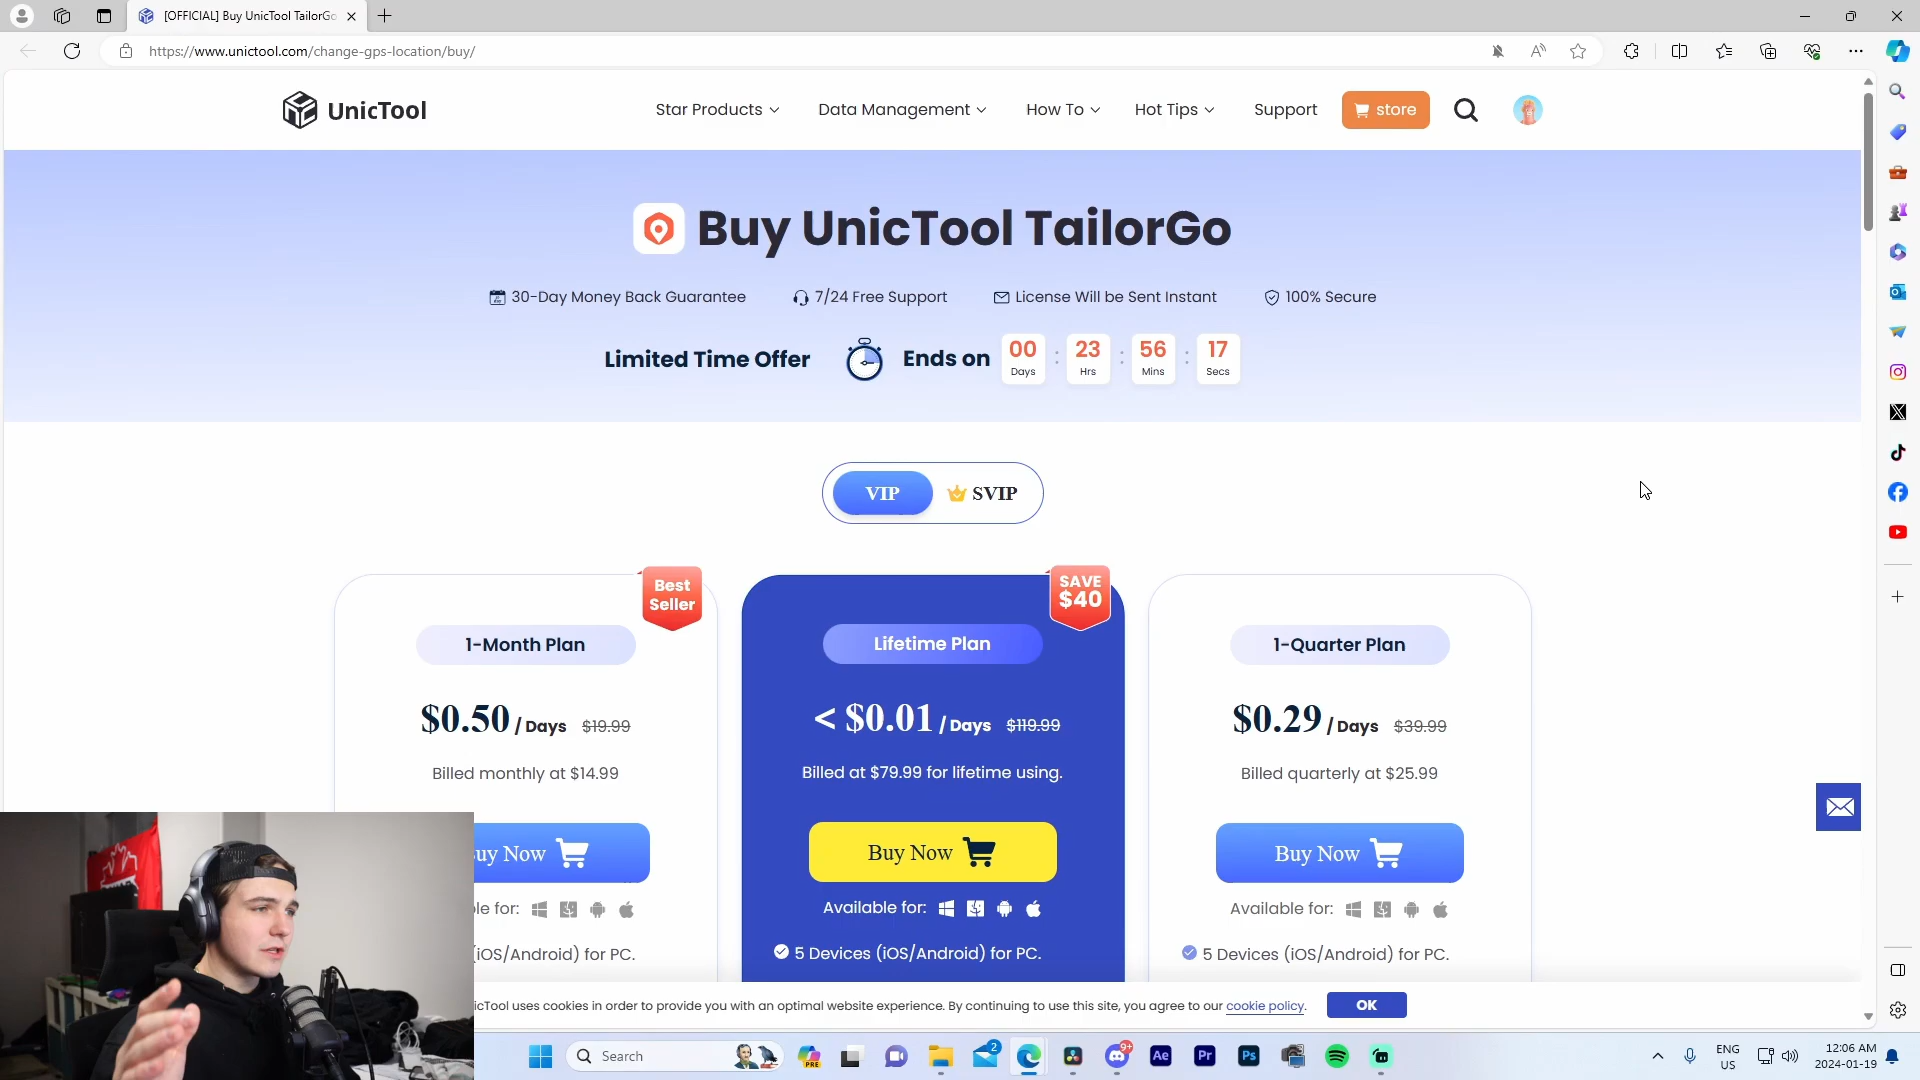 [OFFICIAL] Buy UnicTool TailorGo
https://www.unictool.com/change-gps-location/buy/
UnicTool
Star Products
Data Management
How To
Hot Tips
Support
store
Buy UnicTool TailorGo
30-Day Money Back Guarantee
7/24 Free Support
License Will be Sent Instant
100% Secure
Limited Time Offer
Ends on
00 : 23 : 56 : 17
Days Hrs Mins Secs
VIP
SVIP
Best
Seller
1-Month Plan
$0.50 / Days $19.99
Billed monthly at $14.99
uy Now
le for:
(iOS/Android) for PC.
SAVE
$40
Lifetime Plan
< $0.01 / Days $119.99
Billed at $79.99 for lifetime using.
Buy Now
Available for:
5 Devices (iOS/Android) for PC.
1-Quarter Plan
$0.29 / Days $39.99
Billed quarterly at $25.99
Buy Now
Available for:
5 Devices (iOS/Android) for PC.
icTool uses cookies in order to provide you with an optimal website experience. By continuing to use this site, you agree to our cookie policy.
OK
Search
PRE
2
9+
Ae
Pr
Ps
ENG
US
12:06 AM
2024-01-19